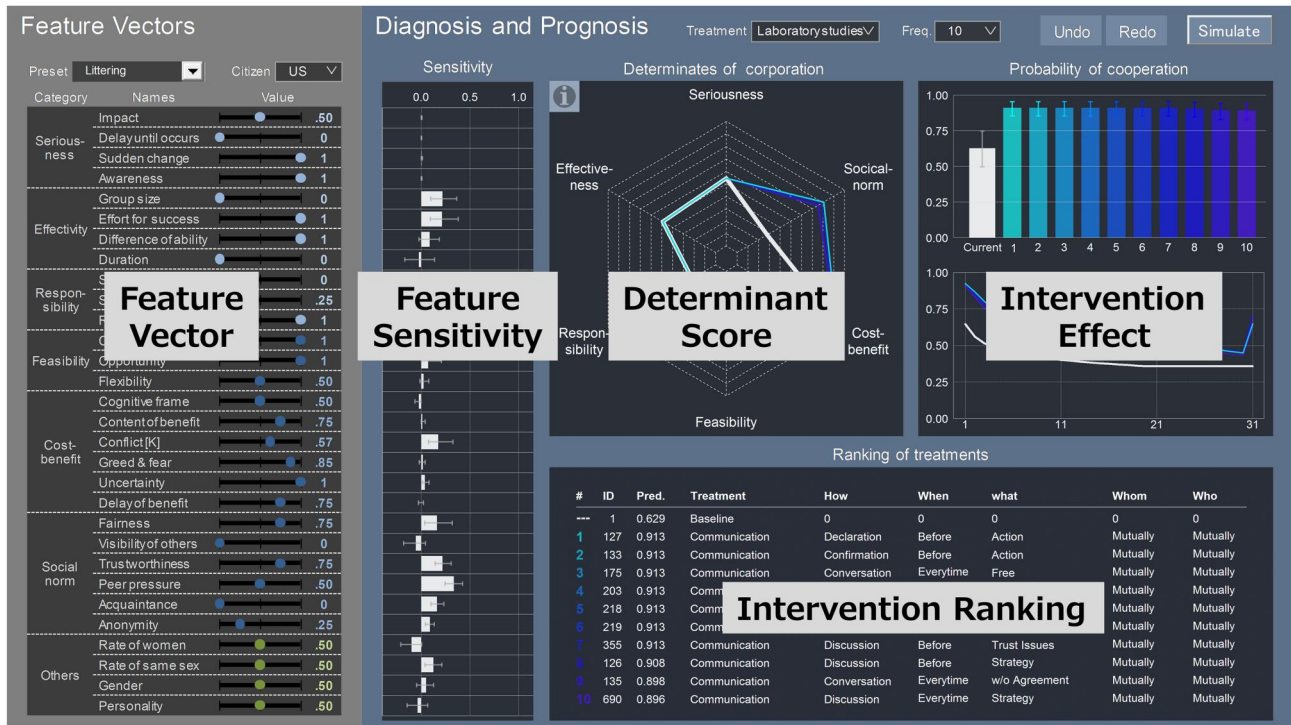 Feature Vectors
Preset Littering Citizen US
Category Names Value
Serious-
ness
Impact .50
Delay until occurs 0
Sudden change 1
Awareness 1
Effectivity
Group size 0
Effort for success 1
Difference of ability 1
Duration 0
Respon-
sibility
0
.25
1
Feasibility
1
Opportunity 1
Flexibility .50
Cost-
benefit
Cognitive frame .50
Content of benefit .75
Conflict [K] .57
Greed & fear .85
Uncertainty 1
Delay of benefit .75
Social
norm
Fairness .75
Visibility of others 0
Trustworthiness .75
Peer pressure .50
Acquaintance 0
Anonymity .25
Others
Rate of women .50
Rate of same sex .50
Gender .50
Personality .50
Feature
Vector
Diagnosis and Prognosis Treatment Laboratory studies Freq. 10 Undo Redo Simulate
Sensitivity
0.0 0.5 1.0
Feature
Sensitivity
Determinates of corporation
i
Seriousness
Effective-
ness
Socical-
norm
Respon-
sibility
Cost-
benefit
Feasibility
Determinant
Score
Probability of cooperation
1.00
0.75
0.50
0.25
0.00
Current 1 2 3 4 5 6 7 8 9 10
1.00
0.75
0.50
0.25
0.00
1 11 21 31
Intervention
Effect
Ranking of treatments
# ID Pred. Treatment How When what Whom Who
--- 1 0.629 Baseline 0 0 0 0 0
1 127 0.913 Communication Declaration Before Action Mutually Mutually
2 133 0.913 Communication Confirmation Before Action Mutually Mutually
3 175 0.913 Communication Conversation Everytime Free Mutually Mutually
4 203 0.913 Mutually Mutually
5 218 0.913 Mutually Mutually
6 219 0.913 Mutually Mutually
7 355 0.913 Communication Discussion Before Trust Issues Mutually Mutually
8 126 0.908 Communication Discussion Before Strategy Mutually Mutually
9 135 0.898 Communication Conversation Everytime w/o Agreement Mutually Mutually
10 690 0.896 Communication Discussion Everytime Strategy Mutually Mutually
Intervention Ranking